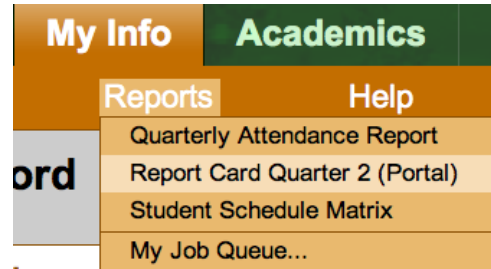 My Info Academics
Reports Help
Quarterly Attendance Report
ord
Report Card Quarter 2 (Portal)
Student Schedule Matrix
My Job Queue...